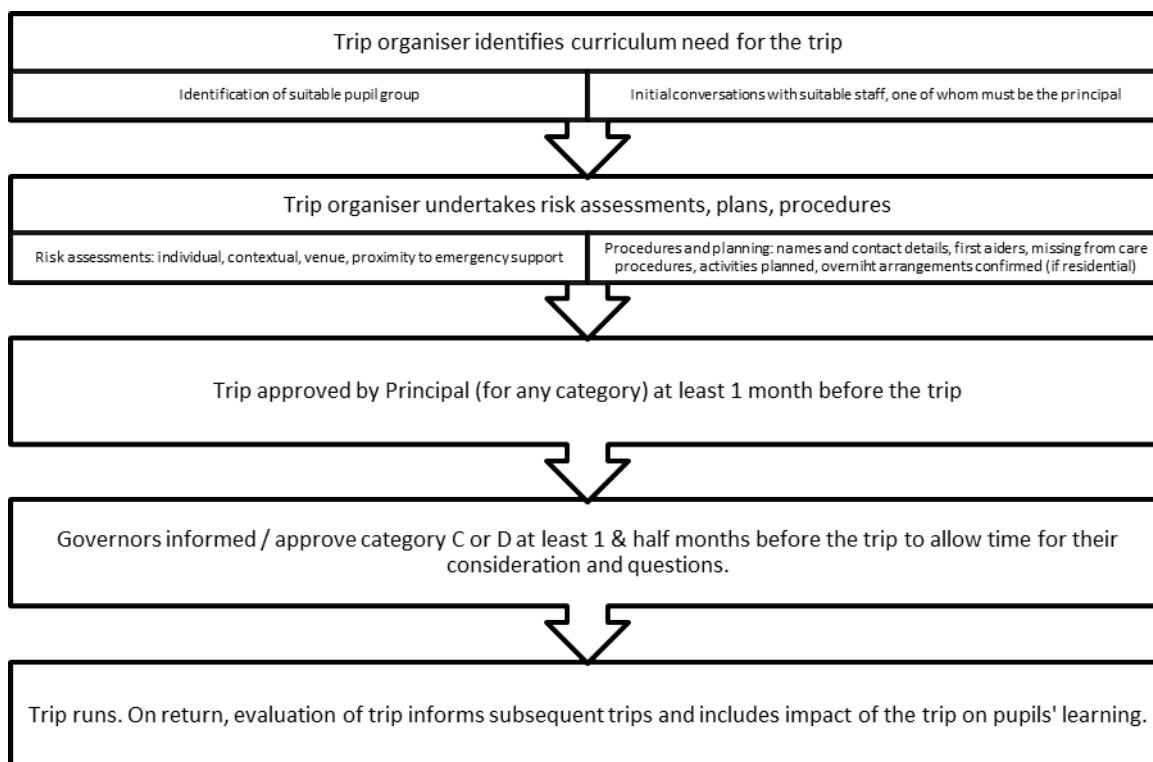 Trip organiser identifies curriculum need for the trip
Identification of suitable pupil group
Initial conversations with suitable staff, one of whom must be the principal
Trip organiser undertakes risk assessments, plans, procedures
Risk assessments: individual, contextual, venue, proximity to emergency support
Procedures and planning: names and contact details, first aiders, missing from care
procedures, activities planned, overniht arrangements confirmed (if residential)
Trip approved by Principal (for any category) at least 1 month before the trip
Governors informed / approve category C or D at least 1 & half months before the trip to allow time for their
consideration and questions.
Trip runs. On return, evaluation of trip informs subsequent trips and includes impact of the trip on pupils' learning.